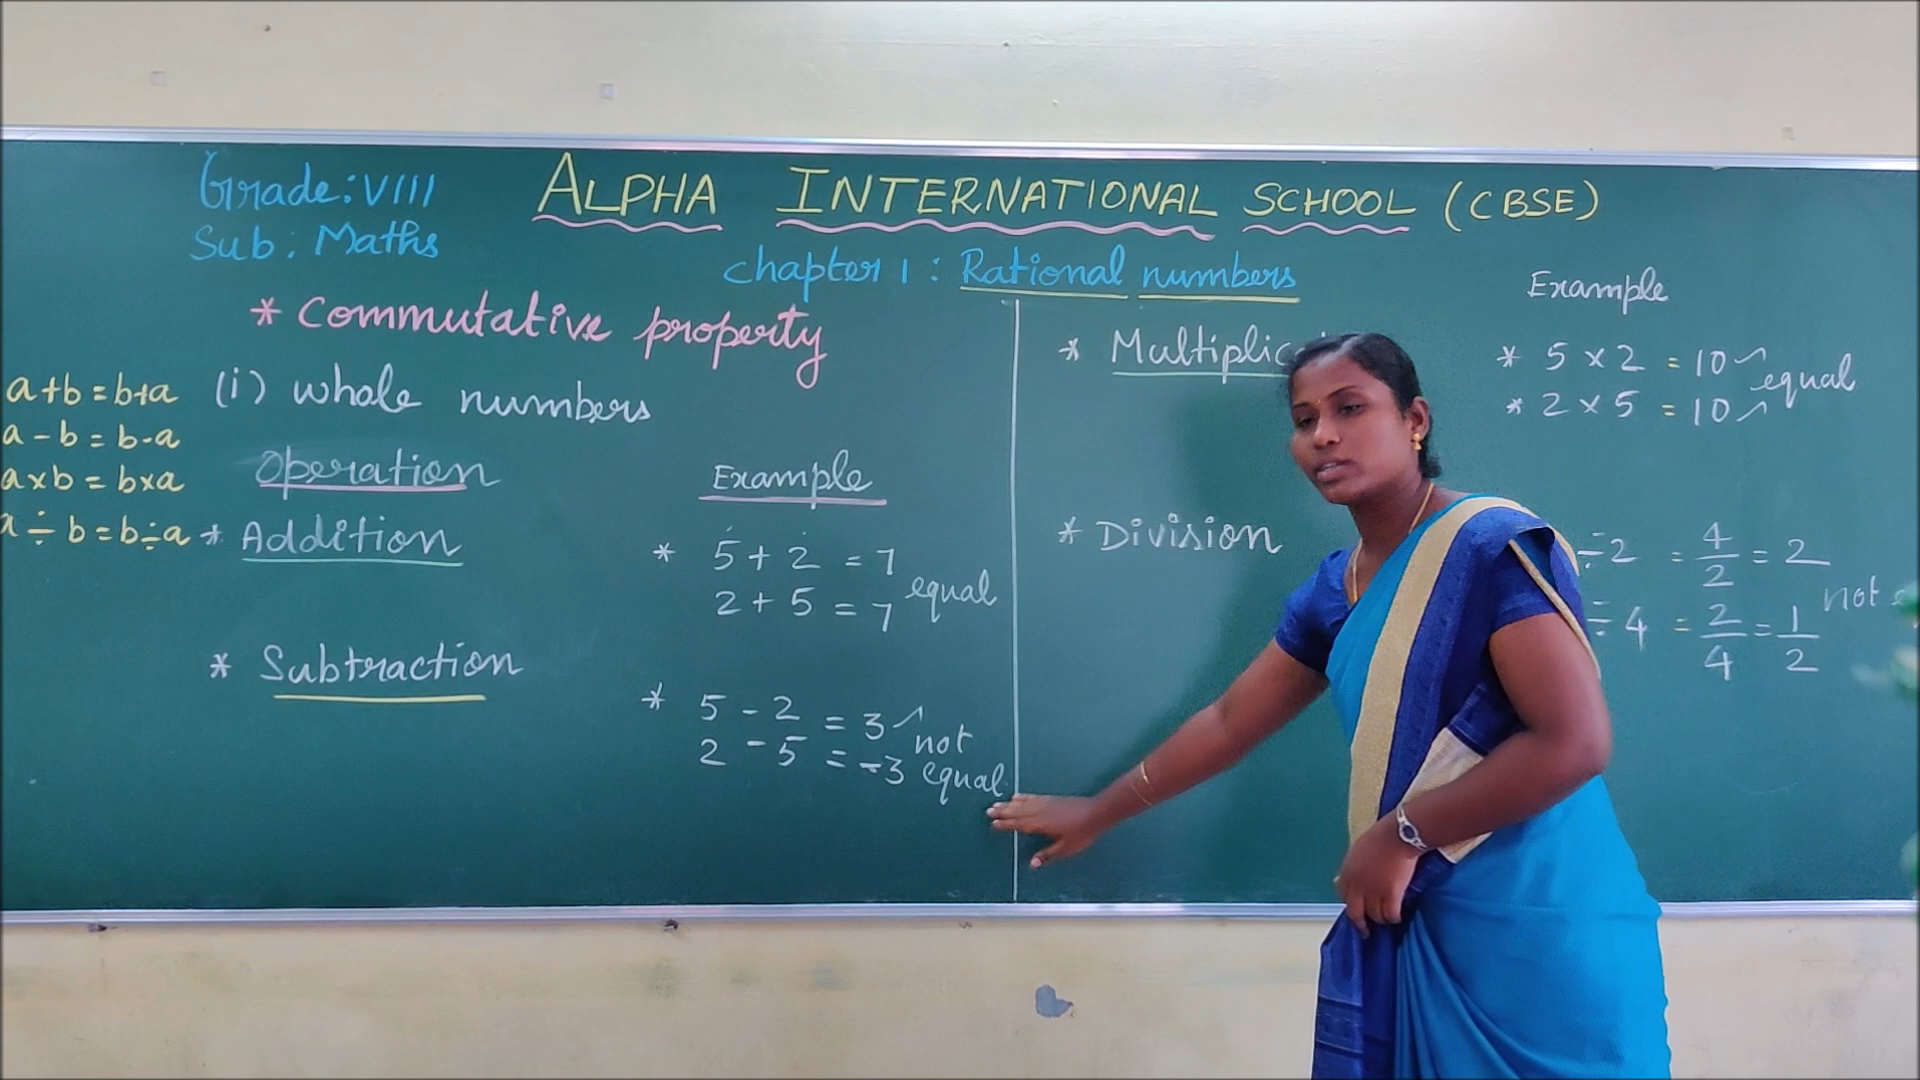 Grade: VIII
Sub: Maths
ALPHA INTERNATIONAL SCHOOL (CBSE)
Chapter 1: Rational numbers
* Commutative property
a+b=b+a
a-b=b-a
a×b=b×a
a÷b=b÷a
(i) whole numbers
Operation
Example
* Addition
* 5+2 = 7
2+5 = 7
equal
* Subtraction
* 5-2 = 3
2-5 = -3
not
equal
* Multiplic
Example
* 5×2 = 10
* 2×5 = 10
equal
* Division
÷2 = 4/2 = 2
÷4 = 2/4 = 1/2
not